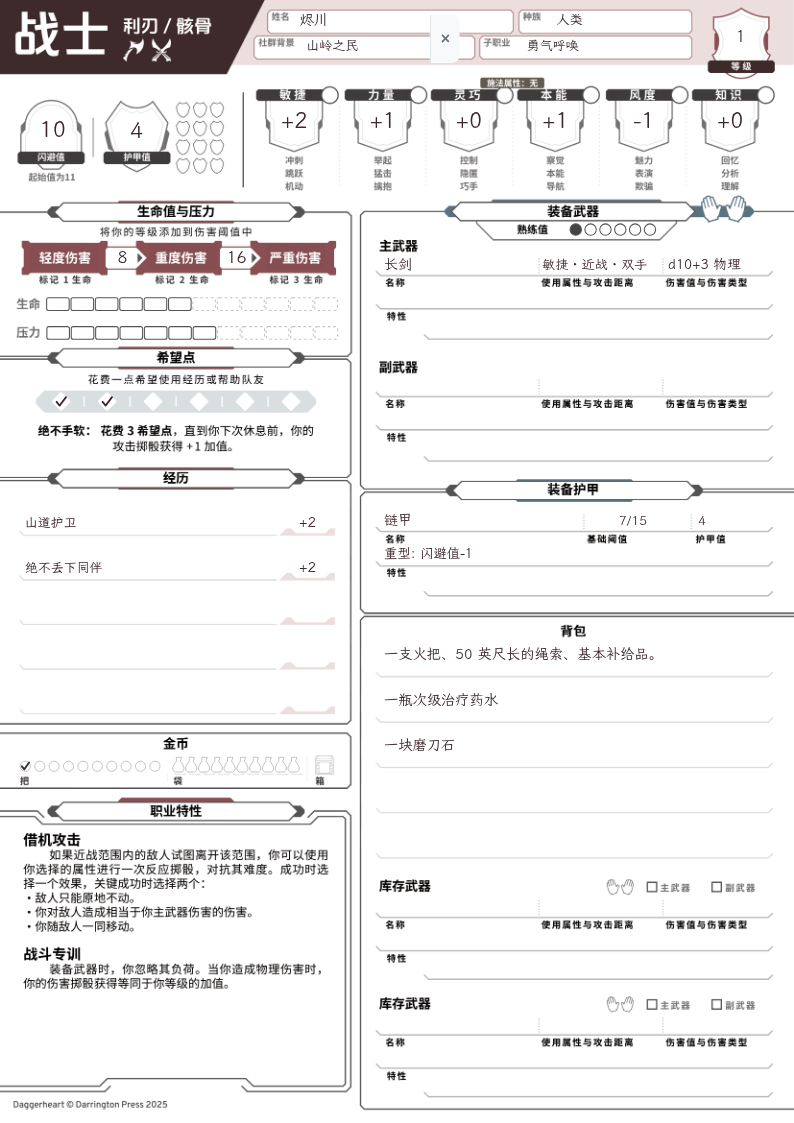 战士 利刃 / 骸骨
姓名 烬川
种族 人类
社群背景 山岭之民
×
子职业 勇气呼唤
1
等级
10
闪避值
起始值为11
4
护甲值
施法属性：无
敏捷 力量 灵巧 本能 风度 知识
+2 +1 +0 +1 -1 +0
冲刺 举起 控制 察觉 魅力 回忆
跳跃 猛击 隐匿 本能 表演 分析
机动 擒抱 巧手 导航 欺骗 理解
生命值与压力
将你的等级添加到伤害阈值中
轻度伤害 8 重度伤害 16 严重伤害
标记 1 生命 标记 2 生命 标记 3 生命
生命
压力
希望点
花费一点希望使用经历或帮助队友
绝不手软： 花费 3 希望点，直到你下次休息前，你的
攻击掷骰获得 +1 加值。
经历
山道护卫 +2
绝不丢下同伴 +2
金币
把 袋 箱
职业特性
借机攻击
如果近战范围内的敌人试图离开该范围，你可以使用
你选择的属性进行一次反应掷骰，对抗其难度。成功时选
择一个效果，关键成功时选择两个：
• 敌人只能原地不动。
• 你对敌人造成相当于你主武器伤害的伤害。
• 你随敌人一同移动。
战斗专训
装备武器时，你忽略其负荷。当你造成物理伤害时，
你的伤害掷骰获得等同于你等级的加值。
Daggerheart © Darrington Press 2025
装备武器
熟练值
主武器
长剑 敏捷・近战・双手 d10+3 物理
名称 使用属性与攻击距离 伤害值与伤害类型
特性
副武器
名称 使用属性与攻击距离 伤害值与伤害类型
特性
装备护甲
链甲 7/15 4
名称 基础阈值 护甲值
重型: 闪避值-1
特性
背包
一支火把、50 英尺长的绳索、基本补给品。
一瓶次级治疗药水
一块磨刀石
库存武器 主武器 副武器
名称 使用属性与攻击距离 伤害值与伤害类型
特性
库存武器 主武器 副武器
名称 使用属性与攻击距离 伤害值与伤害类型
特性